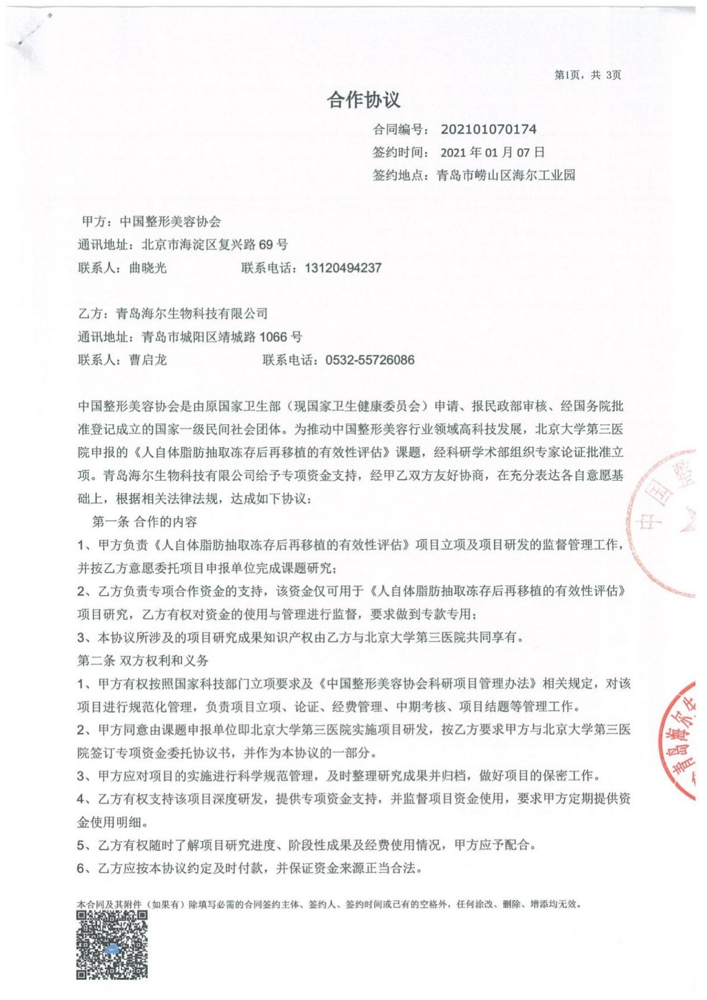 第1页，共 3页
合作协议
合同编号： 202101070174
签约时间： 2021 年 01 月 07 日
签约地点：青岛市崂山区海尔工业园
甲方：中国整形美容协会
通讯地址：北京市海淀区复兴路 69 号
联系人：曲晓光 联系电话：13120494237
乙方：青岛海尔生物科技有限公司
通讯地址：青岛市城阳区靖城路 1066 号
联系人：曹启龙 联系电话：0532-55726086
中国整形美容协会是由原国家卫生部（现国家卫生健康委员会）申请、报民政部审核、经国务院批
准登记成立的国家一级民间社会团体。为推动中国整形美容行业领域高科技发展，北京大学第三医
院申报的《人自体脂肪抽取冻存后再移植的有效性评估》课题，经科研学术部组织专家论证批准立
项。青岛海尔生物科技有限公司给予专项资金支持，经甲乙双方友好协商，在充分表达各自意愿基
础上，根据相关法律法规，达成如下协议：
第一条 合作的内容
1、甲方负责《人自体脂肪抽取冻存后再移植的有效性评估》项目立项及项目研发的监督管理工作，
并按乙方意愿委托项目申报单位完成课题研究；
2、乙方负责专项合作资金的支持，该资金仅可用于《人自体脂肪抽取冻存后再移植的有效性评估》
项目研究，乙方有权对资金的使用与管理进行监督，要求做到专款专用；
3、本协议所涉及的项目研究成果知识产权由乙方与北京大学第三医院共同享有。
第二条 双方权利和义务
1、甲方有权按照国家科技部门立项要求及《中国整形美容协会科研项目管理办法》相关规定，对该
项目进行规范化管理，负责项目立项、论证、经费管理、中期考核、项目结题等管理工作。
2、甲方同意由课题申报单位即北京大学第三医院实施项目研发，按乙方要求甲方与北京大学第三医
院签订专项资金委托协议书，并作为本协议的一部分。
3、甲方应对项目的实施进行科学规范管理，及时整理研究成果并归档，做好项目的保密工作。
4、乙方有权支持该项目深度研发，提供专项资金支持，并监督项目资金使用，要求甲方定期提供资
金使用明细。
5、乙方有权随时了解项目研究进度、阶段性成果及经费使用情况，甲方应予配合。
6、乙方应按本协议约定及时付款，并保证资金来源正当合法。
本合同及其附件（如果有）除填写必需的合同签约主体、签约人、签约时间或已有的空格外，任何涂改、删除、增添均无效。
中国整
青岛海尔生